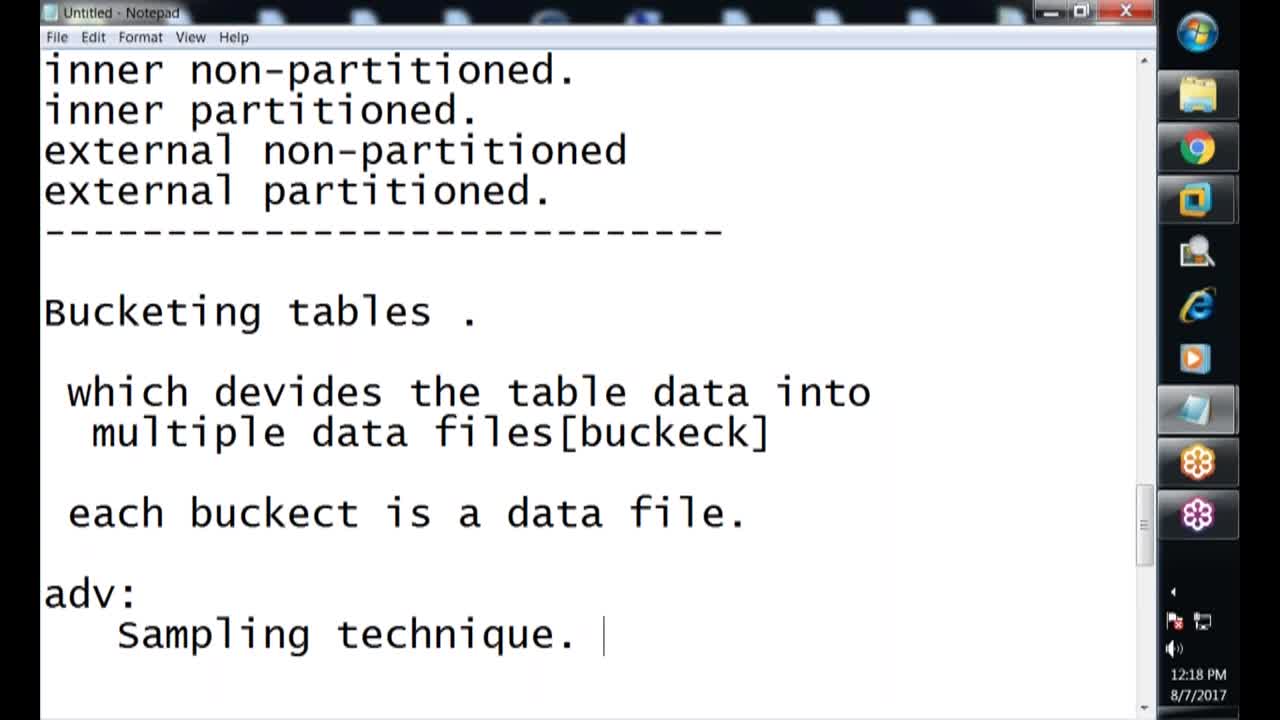 Untitled - Notepad
File Edit Format View Help
inner non-partitioned.
inner partitioned.
external non-partitioned
external partitioned.
----------------------------
Bucketing tables .
which devides the table data into
multiple data files[buckeck]
each buckect is a data file.
adv:
Sampling technique.
12:18 PM
8/7/2017